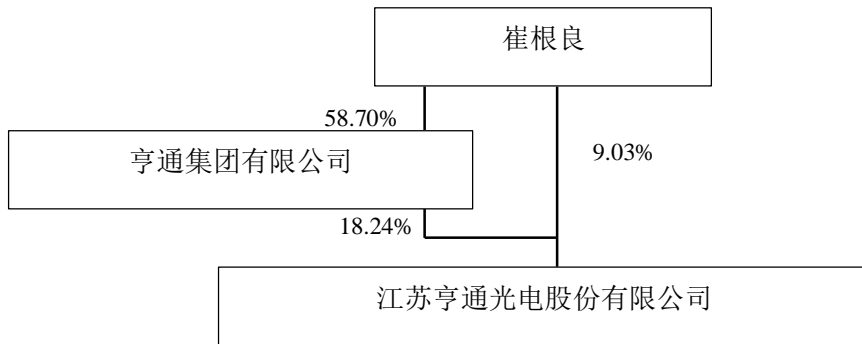 崔根良
58.70%
亨通集团有限公司
9.03%
18.24%
江苏亨通光电股份有限公司